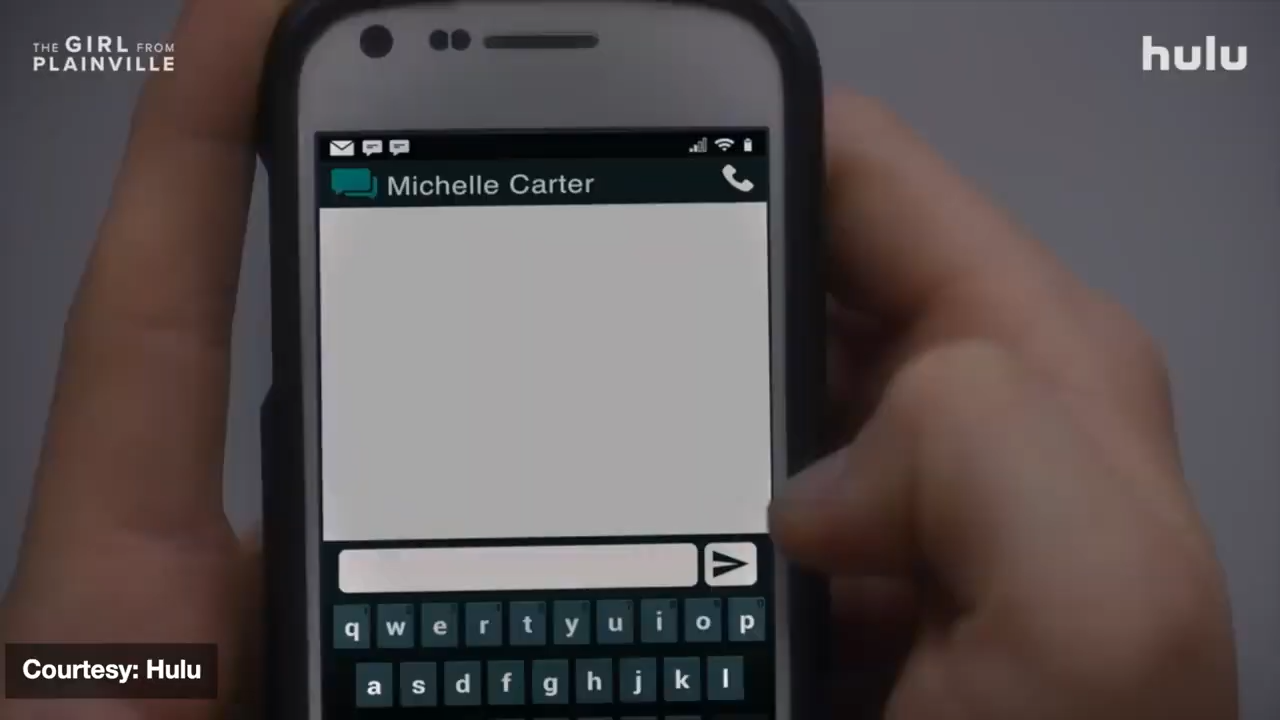 THE GIRL FROM
PLAINVILLE
hulu
Michelle Carter
q w e r t y u i o p
a s d f g h j k l
Courtesy: Hulu